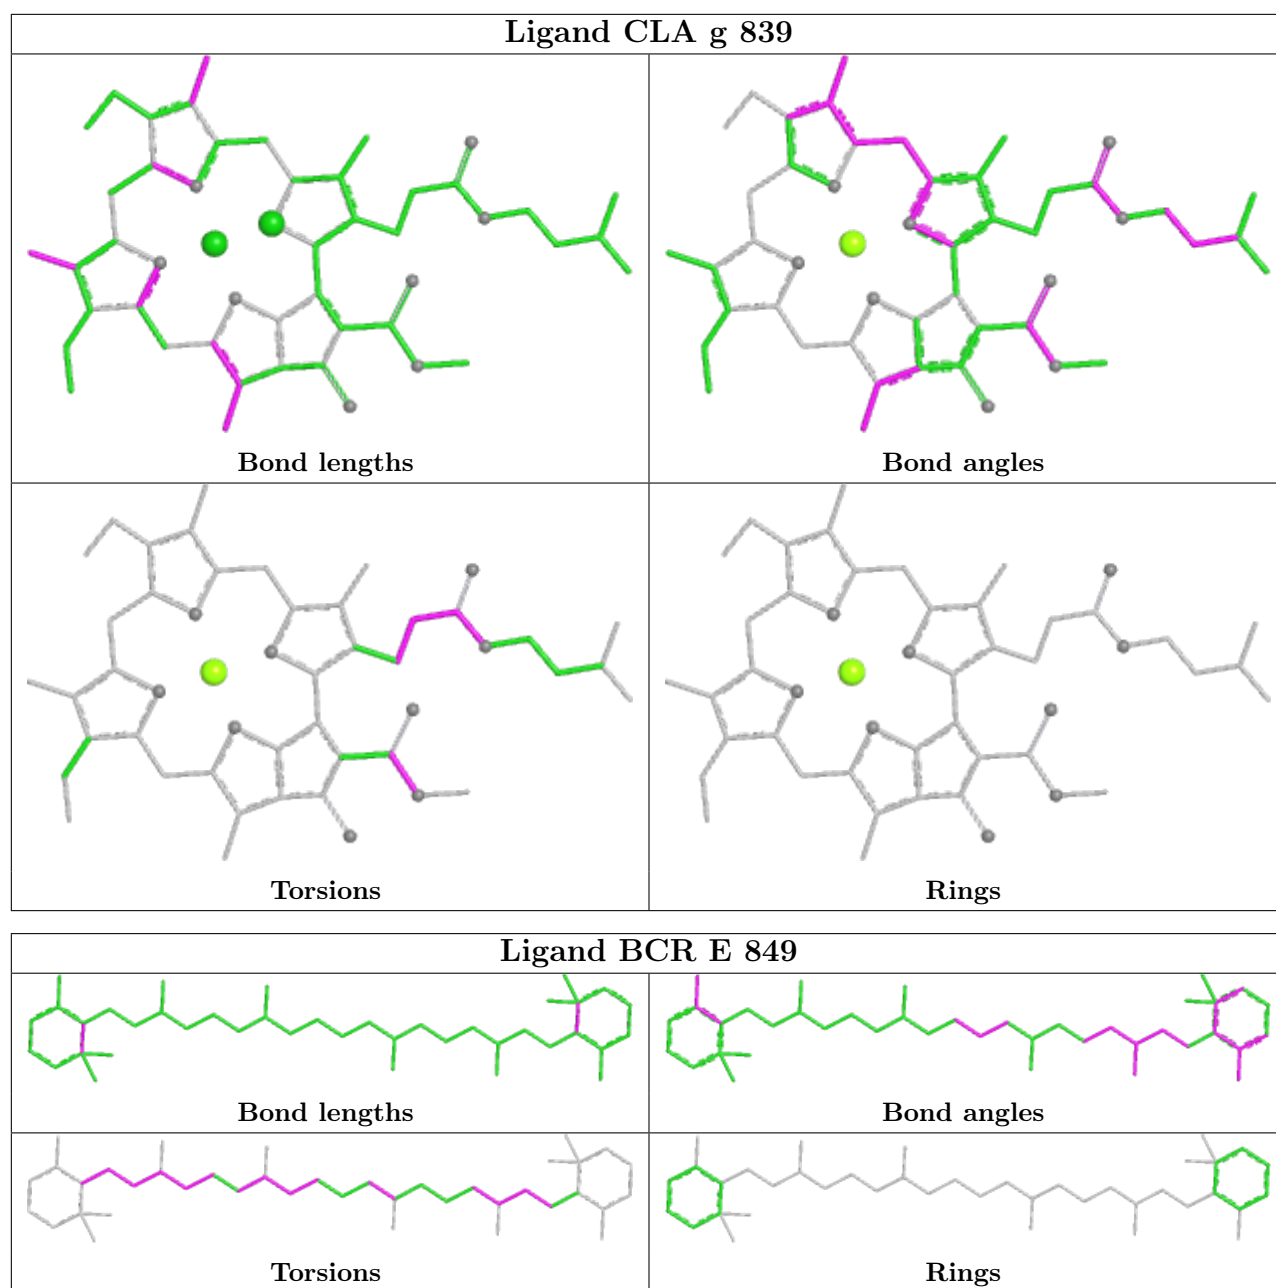 Ligand CLA g 839
Bond lengths
Bond angles
Torsions
Rings
Ligand BCR E 849
Bond lengths
Bond angles
Torsions
Rings